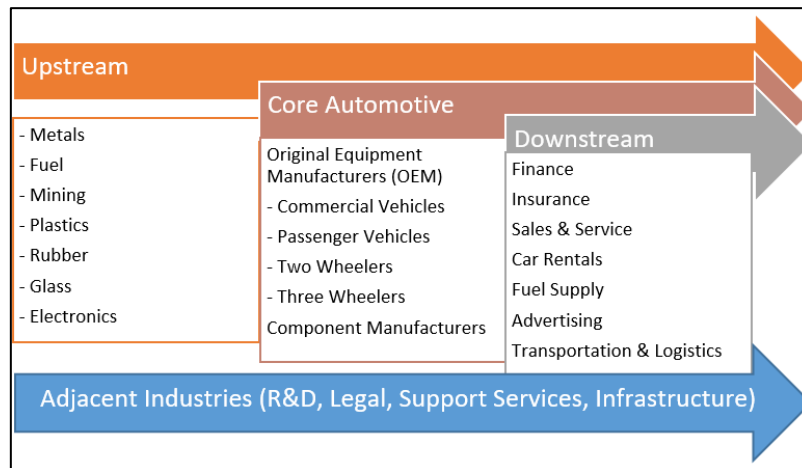 Upstream
- Metals
- Fuel
- Mining
- Plastics
- Rubber
- Glass
- Electronics
Core Automotive
Original Equipment
Manufacturers (OEM)
- Commercial Vehicles
- Passenger Vehicles
- Two Wheelers
- Three Wheelers
Component Manufacturers
Downstream
Finance
Insurance
Sales & Service
Car Rentals
Fuel Supply
Advertising
Transportation & Logistics
Adjacent Industries (R&D, Legal, Support Services, Infrastructure)